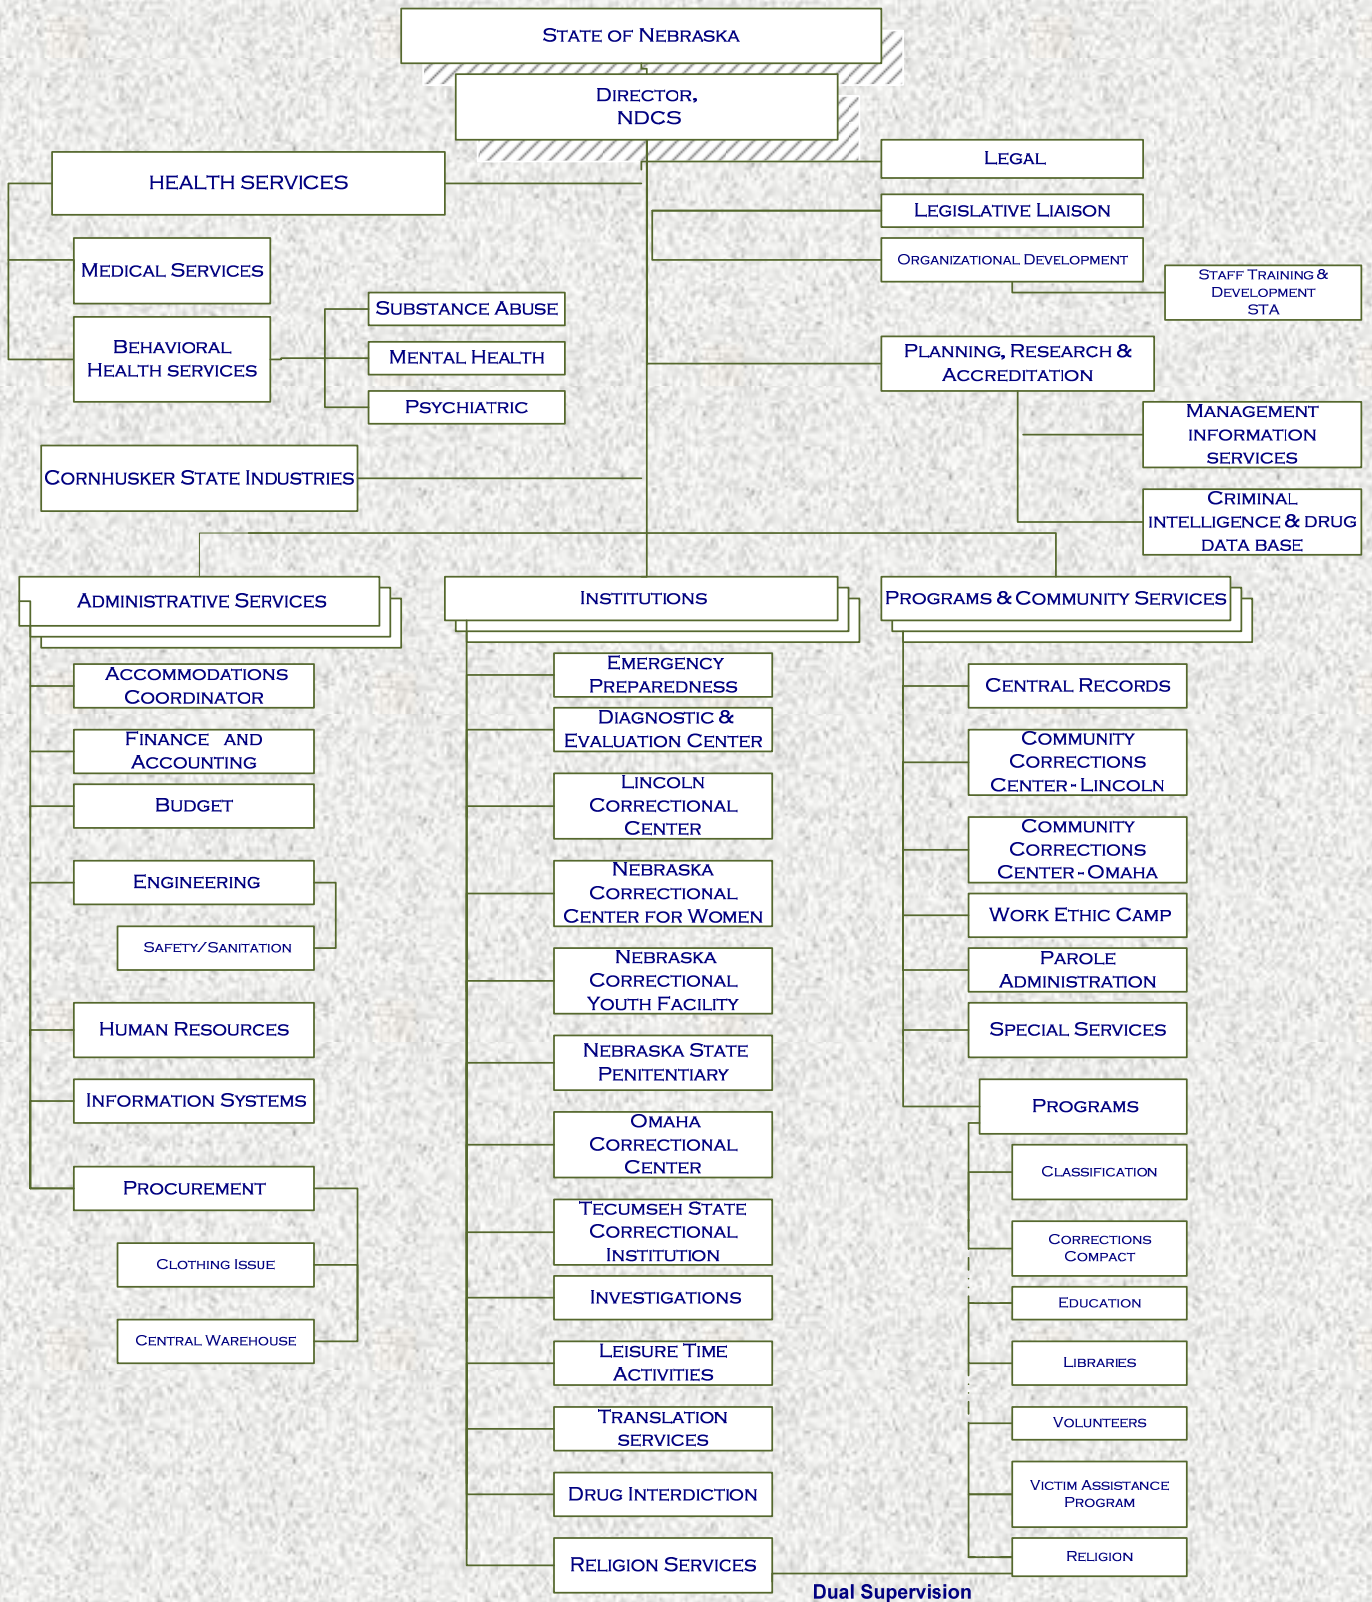 State of Nebraska
Director,
NDCS
HEALTH SERVICES
Legal
Legislative Liaison
Organizational Development
Staff Training &
Development
STA
Medical Services
Behavioral
Health services
Substance Abuse
Mental Health
Psychiatric
Planning, Research &
Accreditation
Management
information
services
Criminal
intelligence & drug
data base
Cornhusker State Industries
Administrative Services
Accommodations
Coordinator
Finance and
Accounting
Budget
Engineering
Safety/Sanitation
Human Resources
Information Systems
Procurement
Clothing Issue
Central Warehouse
Institutions
Emergency
Preparedness
Diagnostic &
Evaluation Center
Lincoln
Correctional
Center
Nebraska
Correctional
Center for Women
Nebraska
Correctional
Youth Facility
Nebraska State
Penitentiary
Omaha
Correctional
Center
Tecumseh State
Correctional
Institution
Investigations
Leisure Time
Activities
Translation
services
Drug Interdiction
Religion Services
Programs & Community Services
Central Records
Community
Corrections
Center-Lincoln
Community
Corrections
Center-Omaha
Work Ethic Camp
Parole
Administration
Special Services
Programs
Classification
Corrections
Compact
Education
Libraries
Volunteers
Victim Assistance
Program
Religion
Dual Supervision